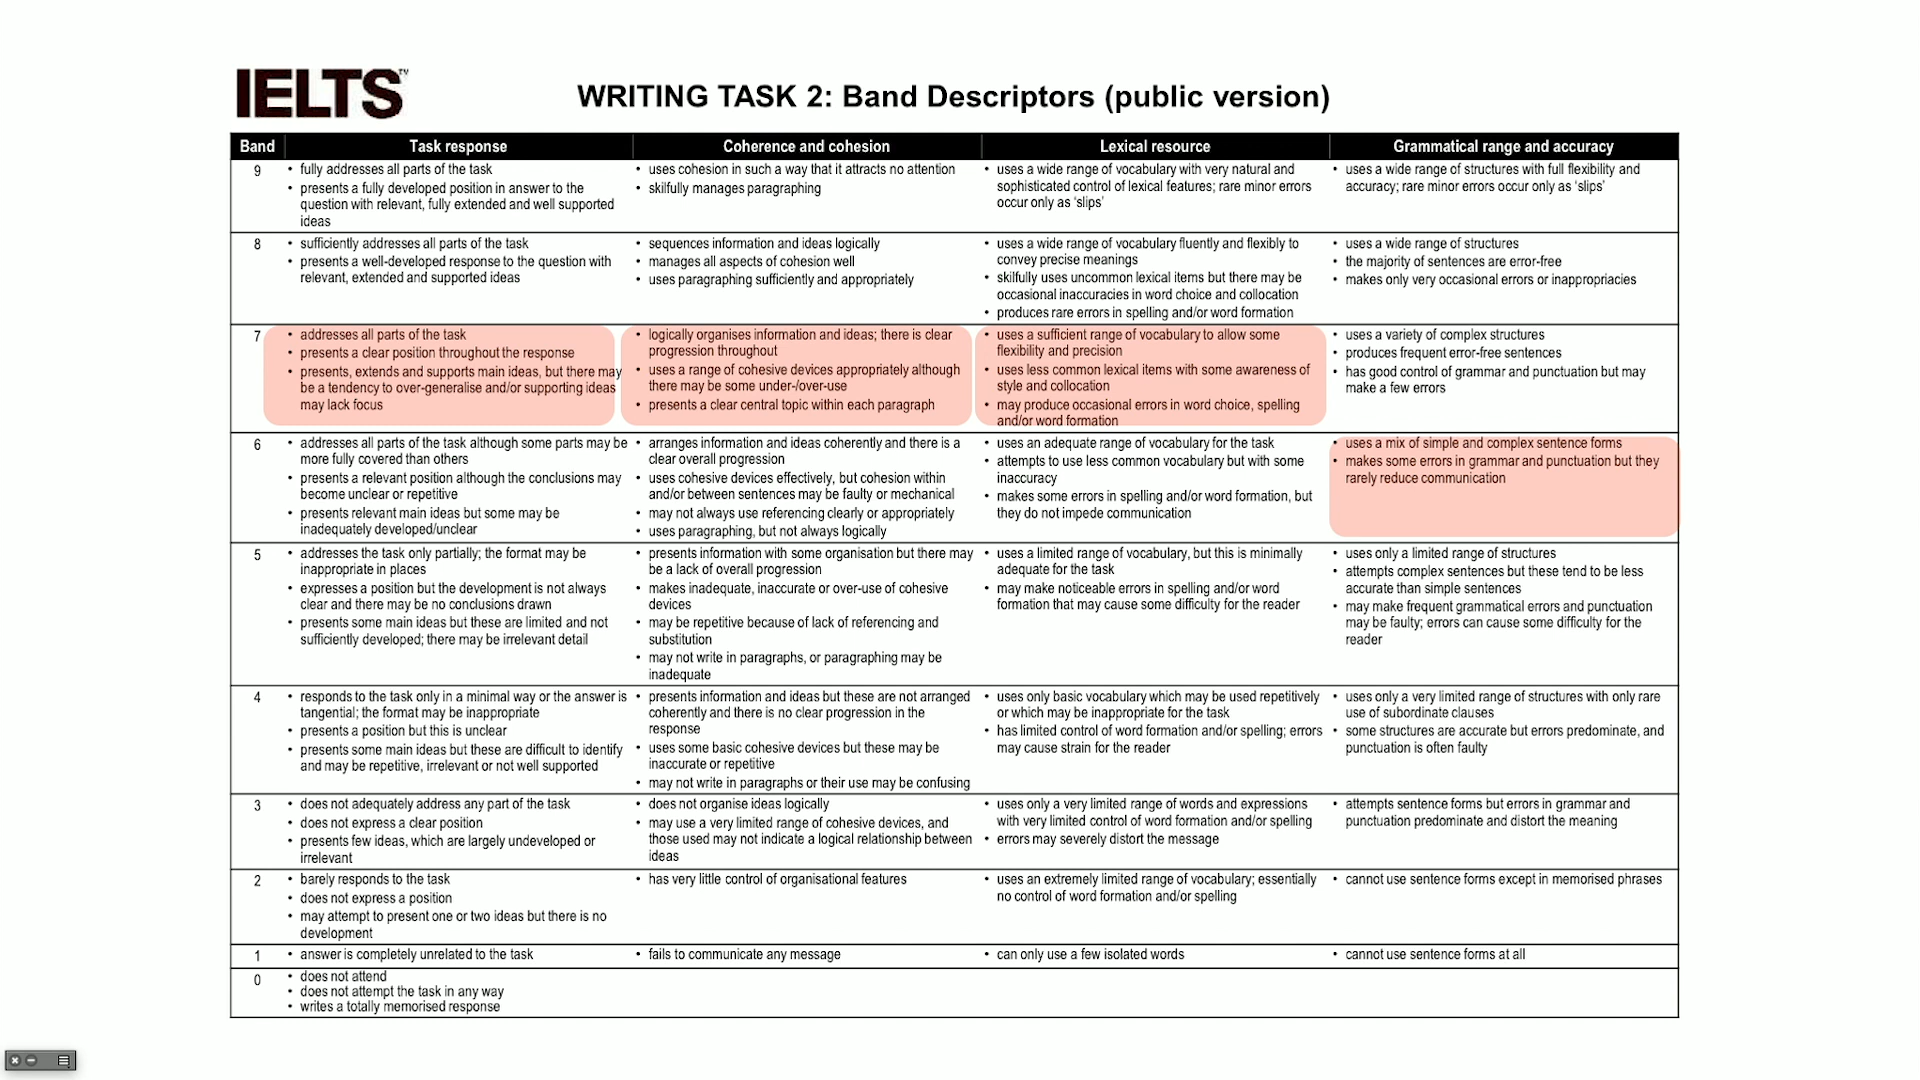 IELTS™
WRITING TASK 2: Band Descriptors (public version)
Band Task response Coherence and cohesion Lexical resource Grammatical range and accuracy
9
• fully addresses all parts of the task
• presents a fully developed position in answer to the
question with relevant, fully extended and well supported
ideas
• uses cohesion in such a way that it attracts no attention
• skilfully manages paragraphing
• uses a wide range of vocabulary with very natural and
sophisticated control of lexical features; rare minor errors
occur only as ‘slips’
• uses a wide range of structures with full flexibility and
accuracy; rare minor errors occur only as ‘slips’
8
• sufficiently addresses all parts of the task
• presents a well-developed response to the question with
relevant, extended and supported ideas
• sequences information and ideas logically
• manages all aspects of cohesion well
• uses paragraphing sufficiently and appropriately
• uses a wide range of vocabulary fluently and flexibly to
convey precise meanings
• skilfully uses uncommon lexical items but there may be
occasional inaccuracies in word choice and collocation
• produces rare errors in spelling and/or word formation
• uses a wide range of structures
• the majority of sentences are error-free
• makes only very occasional errors or inappropriacies
7
• addresses all parts of the task
• presents a clear position throughout the response
• presents, extends and supports main ideas, but there may
be a tendency to over-generalise and/or supporting ideas
may lack focus
• logically organises information and ideas; there is clear
progression throughout
• uses a range of cohesive devices appropriately although
there may be some under-/over-use
• presents a clear central topic within each paragraph
• uses a sufficient range of vocabulary to allow some
flexibility and precision
• uses less common lexical items with some awareness of
style and collocation
• may produce occasional errors in word choice, spelling
and/or word formation
• uses a variety of complex structures
• produces frequent error-free sentences
• has good control of grammar and punctuation but may
make a few errors
6
• addresses all parts of the task although some parts may be
more fully covered than others
• presents a relevant position although the conclusions may
become unclear or repetitive
• presents relevant main ideas but some may be
inadequately developed/unclear
• arranges information and ideas coherently and there is a
clear overall progression
• uses cohesive devices effectively, but cohesion within
and/or between sentences may be faulty or mechanical
• may not always use referencing clearly or appropriately
• uses paragraphing, but not always logically
• uses an adequate range of vocabulary for the task
• attempts to use less common vocabulary but with some
inaccuracy
• makes some errors in spelling and/or word formation, but
they do not impede communication
• uses a mix of simple and complex sentence forms
• makes some errors in grammar and punctuation but they
rarely reduce communication
5
• addresses the task only partially; the format may be
inappropriate in places
• expresses a position but the development is not always
clear and there may be no conclusions drawn
• presents some main ideas but these are limited and not
sufficiently developed; there may be irrelevant detail
• presents information with some organisation but there may
be a lack of overall progression
• makes inadequate, inaccurate or over-use of cohesive
devices
• may be repetitive because of lack of referencing and
substitution
• may not write in paragraphs, or paragraphing may be
inadequate
• uses a limited range of vocabulary, but this is minimally
adequate for the task
• may make noticeable errors in spelling and/or word
formation that may cause some difficulty for the reader
• uses only a limited range of structures
• attempts complex sentences but these tend to be less
accurate than simple sentences
• may make frequent grammatical errors and punctuation
may be faulty; errors can cause some difficulty for the
reader
4
• responds to the task only in a minimal way or the answer is
tangential; the format may be inappropriate
• presents a position but this is unclear
• presents some main ideas but these are difficult to identify
and may be repetitive, irrelevant or not well supported
• presents information and ideas but these are not arranged
coherently and there is no clear progression in the
response
• uses some basic cohesive devices but these may be
inaccurate or repetitive
• may not write in paragraphs or their use may be confusing
• uses only basic vocabulary which may be used repetitively
or which may be inappropriate for the task
• has limited control of word formation and/or spelling; errors
may cause strain for the reader
• uses only a very limited range of structures with only rare
use of subordinate clauses
• some structures are accurate but errors predominate, and
punctuation is often faulty
3
• does not adequately address any part of the task
• does not express a clear position
• presents few ideas, which are largely undeveloped or
irrelevant
• does not organise ideas logically
• may use a very limited range of cohesive devices, and
those used may not indicate a logical relationship between
ideas
• uses only a very limited range of words and expressions
with very limited control of word formation and/or spelling
• errors may severely distort the message
• attempts sentence forms but errors in grammar and
punctuation predominate and distort the meaning
2
• barely responds to the task
• does not express a position
• may attempt to present one or two ideas but there is no
development
• has very little control of organisational features
• uses an extremely limited range of vocabulary; essentially
no control of word formation and/or spelling
• cannot use sentence forms except in memorised phrases
1
• answer is completely unrelated to the task
• fails to communicate any message
• can only use a few isolated words
• cannot use sentence forms at all
0
• does not attend
• does not attempt the task in any way
• writes a totally memorised response